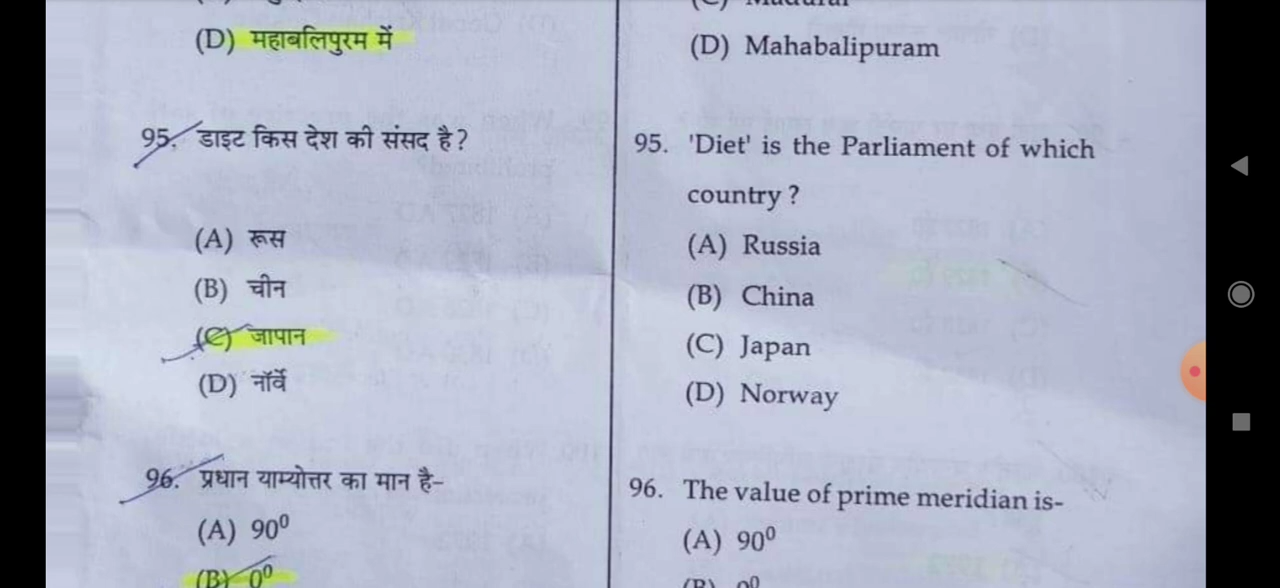 (D) महाबलिपुरम में
95. डाइट किस देश की संसद है ?
(A) रूस
(B) चीन
(C) जापान
(D) नॉर्वे
96. प्रधान याम्योत्तर का मान है-
(A) 90⁰
(B) 0⁰
(D) Mahabalipuram
95. 'Diet' is the Parliament of which
country ?
(A) Russia
(B) China
(C) Japan
(D) Norway
96. The value of prime meridian is-
(A) 90⁰